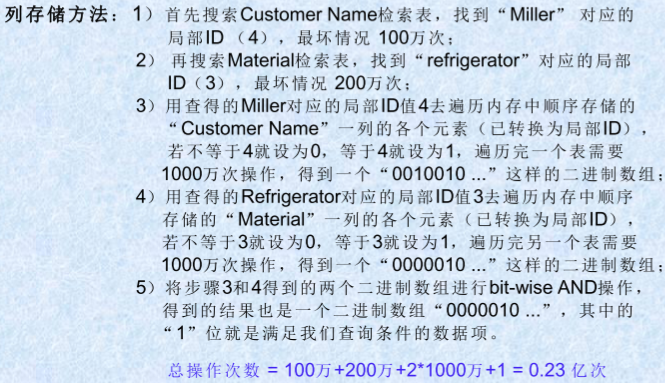 列存储方法：1）首先搜索Customer Name检索表，找到“Miller” 对应的
局部ID （4），最坏情况 100万次；
2） 再搜索Material检索表，找到“refrigerator”对应的局部
ID（3），最坏情况 200万次；
3）用查得的Miller对应的局部ID值4去遍历内存中顺序存储的
“Customer Name”一列的各个元素（已转换为局部ID），
若不等于4就设为0，等于4就设为1，遍历完一个表需要
1000万次操作，得到一个“0010010 ...”这样的二进制数组；
4）用查得的Refrigerator对应的局部ID值3去遍历内存中顺序
存储的“Material”一列的各个元素（已转换为局部ID），
若不等于3就设为0，等于3就设为1，遍历完另一个表需要
1000万次操作，得到一个“0000010 ...”这样的二进制数组；
5）将步骤3和4得到的两个二进制数组进行bit-wise AND操作，
得到的结果也是一个二进制数组“0000010 ...”，其中的
“1”位就是满足我们查询条件的数据项。
总操作次数 = 100万+200万+2*1000万+1 = 0.23 亿次